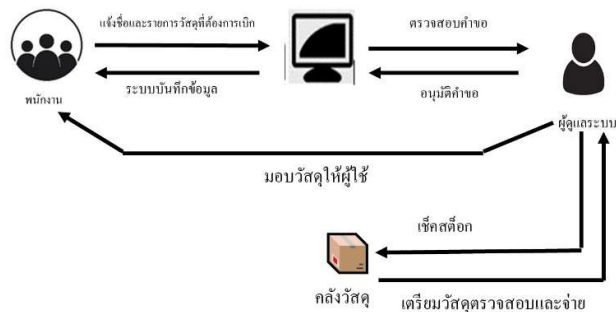 แจ้งชื่อและรายการวัสดุที่ต้องการเบิก
ตรวจสอบคำขอ
ระบบบันทึกข้อมูล
อนุมัติคำขอ
พนักงาน
ผู้ดูแลระบบ
มอบวัสดุให้ผู้ใช้
เช็คสต็อก
คลังวัสดุ
เตรียมวัสดุตรวจสอบและจ่าย